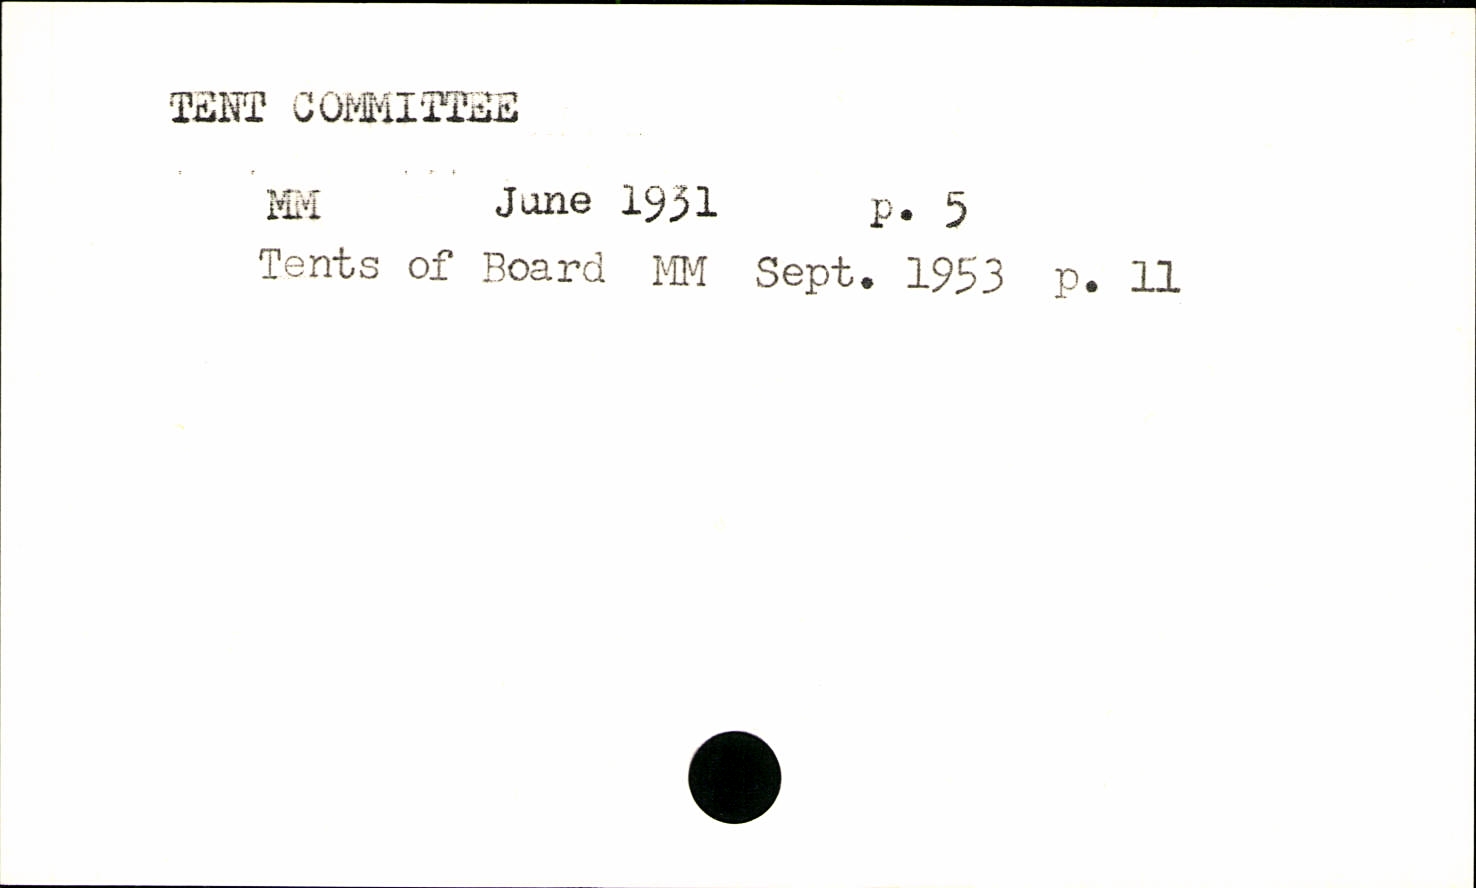 TENT COMMITTEE
MM June 1931 p. 5
Tents of Board MM Sept. 1953 p. 11